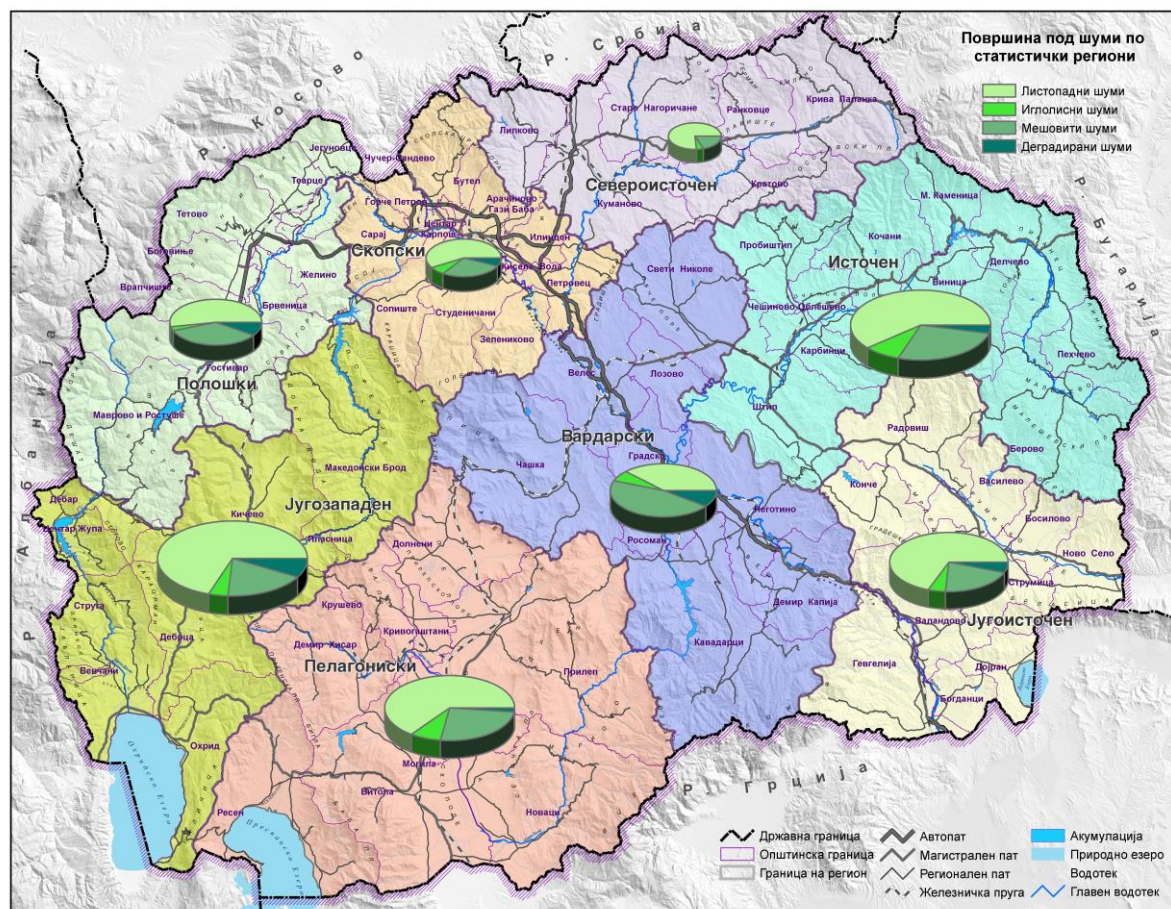 Површина под шуми по
статистички региони
Листопадни шуми
Иглолисни шуми
Мешовити шуми
Деградирани шуми
Р. Косово
Р. Србија
Р. Бугарија
Р. Грција
Р. Албанија
Старо Нагоричане
Ранковце
Крива Паланка
Липково
Североисточен
Куманово
Кратово
Јегуновце
Чучер-Сандево
Теарце
Бутел
Тетово
Ѓорче Петров
Арачиново
Гази Баба
Центар
Карпош
Сарај
Илинден
Скопски
Кисела Вода
Петровец
Боговиње
Желино
Врапчиште
Брвеница
Сопиште
Студеничани
Зелениково
Гостивар
Полошки
Маврово и Ростуше
М. Каменица
Пробиштип
Кочани
Источен
Делчево
Виница
Чешиново-Облешево
Карбинци
Пехчево
Штип
Берово
Свети Николе
Лозово
Велес
Вардарски
Градско
Чашка
Неготино
Росоман
Демир Капија
Кавадарци
Радовиш
Василево
Конче
Босилово
Ново Село
Струмица
Валандово
Југоисточен
Гевгелија
Дојран
Богданци
Македонски Брод
Југозападен
Дебар
Кичево
Центар Жупа
Пласница
Струга
Дебрца
Вевчани
Охрид
Охридско Езеро
Долнени
Крушево
Кривогаштани
Демир Хисар
Пелагониски
Прилеп
Могила
Битола
Новаци
Ресен
Преспанско Езеро
Државна граница
Општинска граница
Граница на регион
Автопат
Магистрален пат
Регионален пат
Железничка пруга
Акумулација
Природно езеро
Водотек
Главен водотек